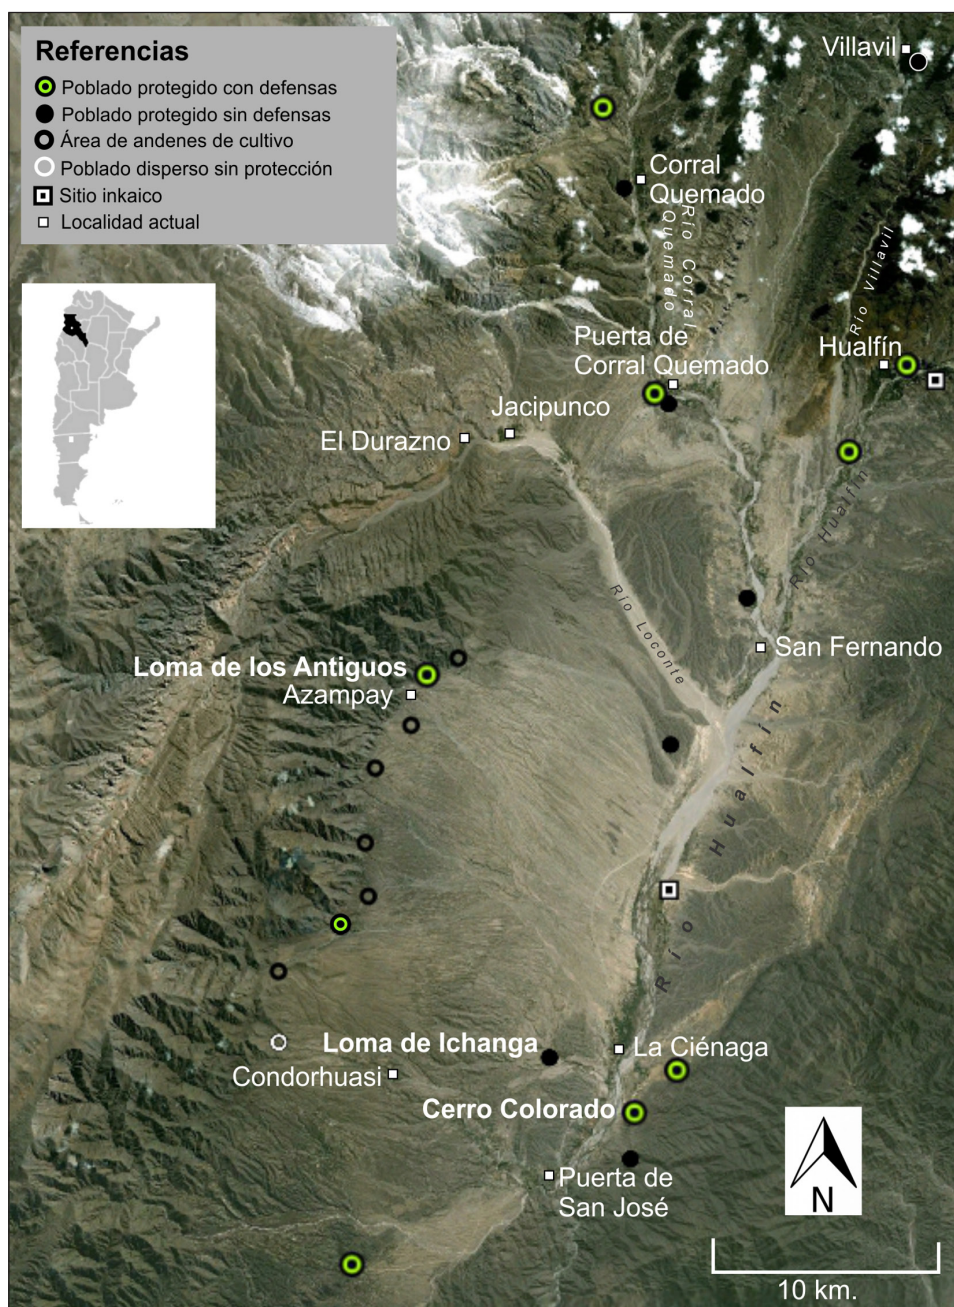 Referencias
Poblado protegido con defensas
Poblado protegido sin defensas
Área de andenes de cultivo
Poblado disperso sin protección
Sitio inkaico
Localidad actual
Villavil
Corral
Quemado
Río Corral
Quemado
Río Villavil
Puerta de
Corral Quemado
Hualfín
Jacipunco
El Durazno
Río Hualfín
Río Loconte
San Fernando
Loma de los Antiguos
Azampay
Río Hualfín
Loma de Ichanga
La Ciénaga
Condorhuasi
Cerro Colorado
Puerta de
San José
N
10 km.